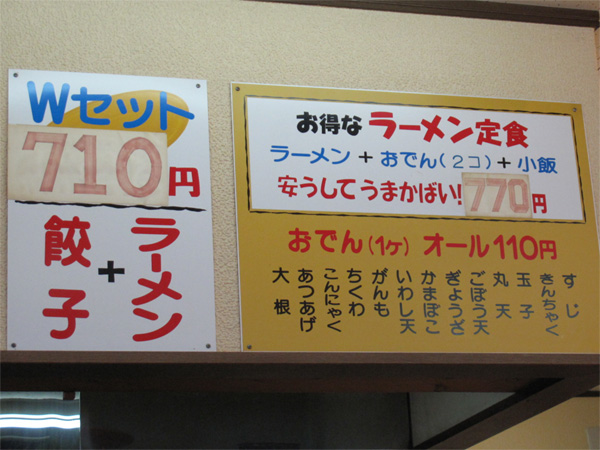 Wセット
710円
ラーメン
+
餃子
お得なラーメン定食
ラーメン+おでん(2コ)+小飯
安うしてうまかばい!770円
おでん(1ヶ)オール110円
すじ
きんちゃく
玉子
丸天
ごぼう天
ぎょうざ
かまぼこ
いわし天
がんも
ちくわ
こんにゃく
あつあげ
大根